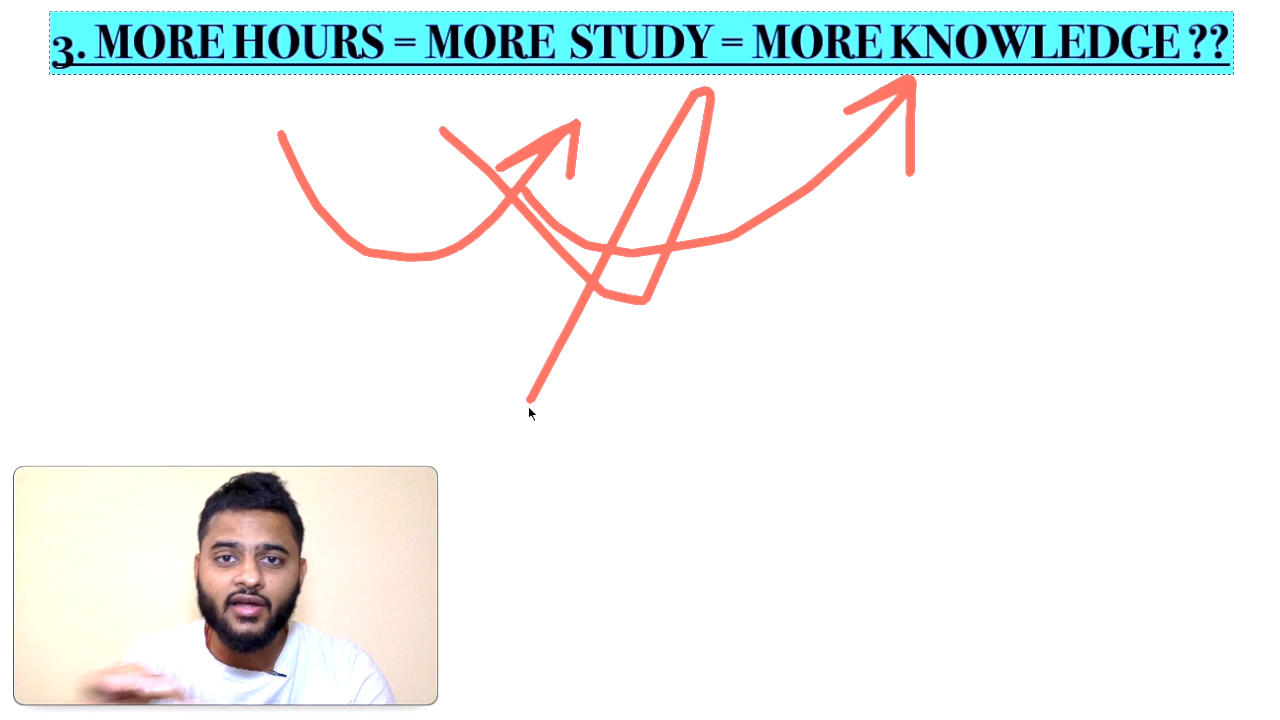 3. MORE HOURS = MORE STUDY = MORE KNOWLEDGE ??